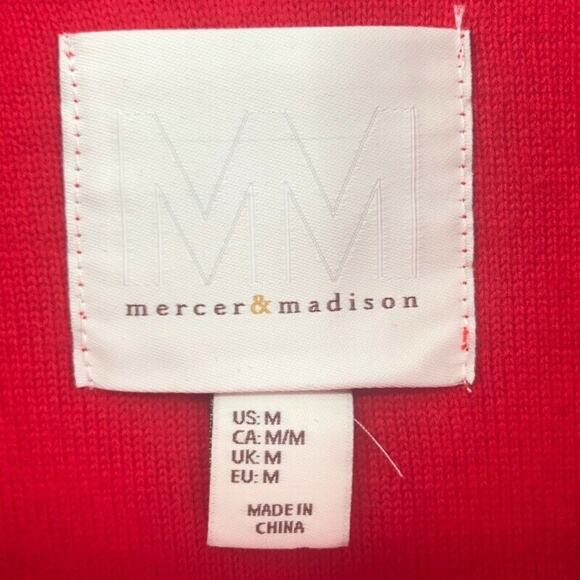 MM
mercer&madison
US: M
CA: M/M
UK: M
EU: M
MADE IN
CHINA